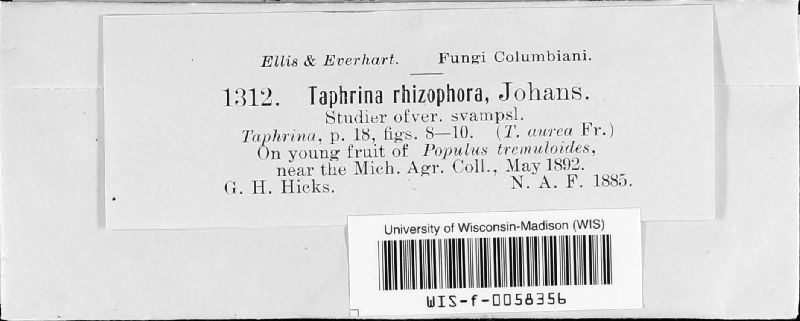 Ellis & Everhart. Fungi Columbiani.
1312. Taphrina rhizophora, Johans.
Studier ofver. svampsl.
Taphrina, p. 18, figs. 8—10. (T. aurea Fr.)
On young fruit of Populus tremuloides,
near the Mich. Agr. Coll., May 1892.
G. H. Hicks. N. A. F. 1885.
University of Wisconsin-Madison (WIS)
WIS-f-0058356